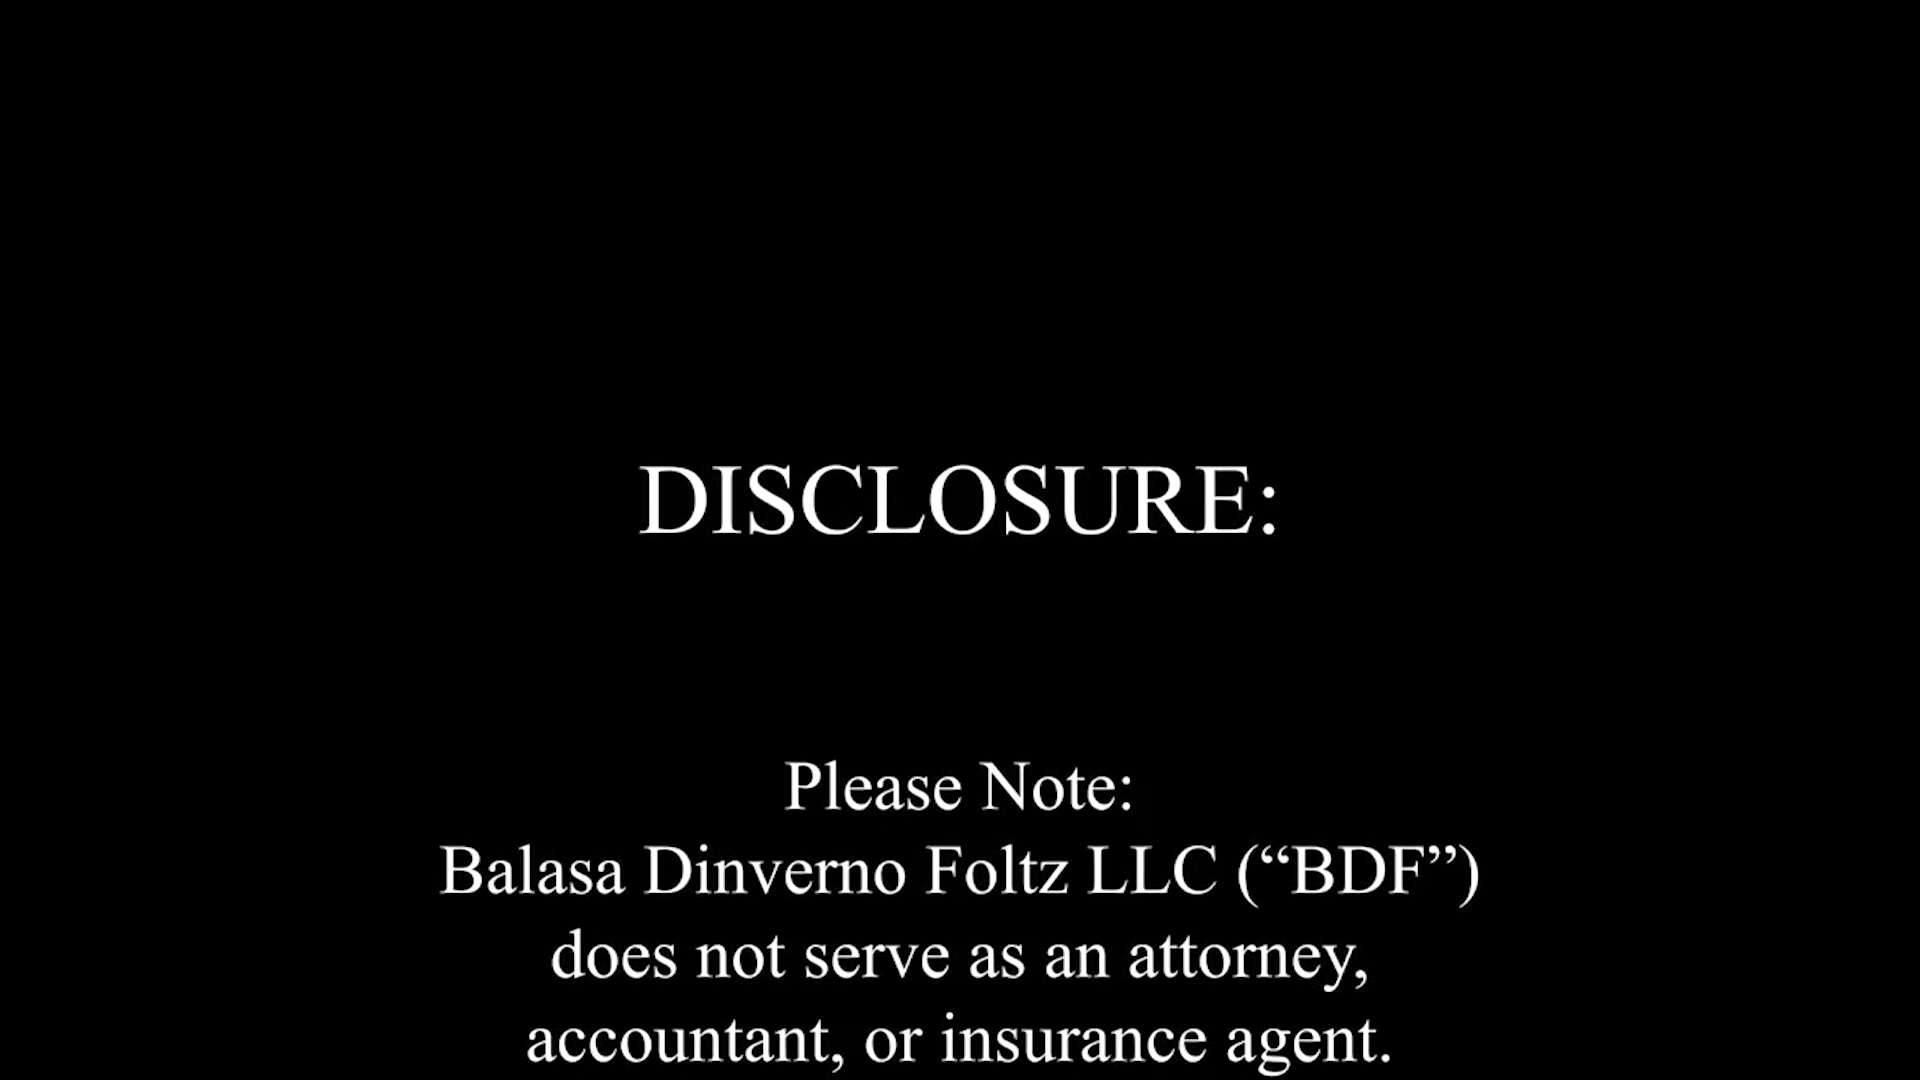 DISCLOSURE:
Please Note:
Balasa Dinverno Foltz LLC (“BDF”)
does not serve as an attorney,
accountant, or insurance agent.